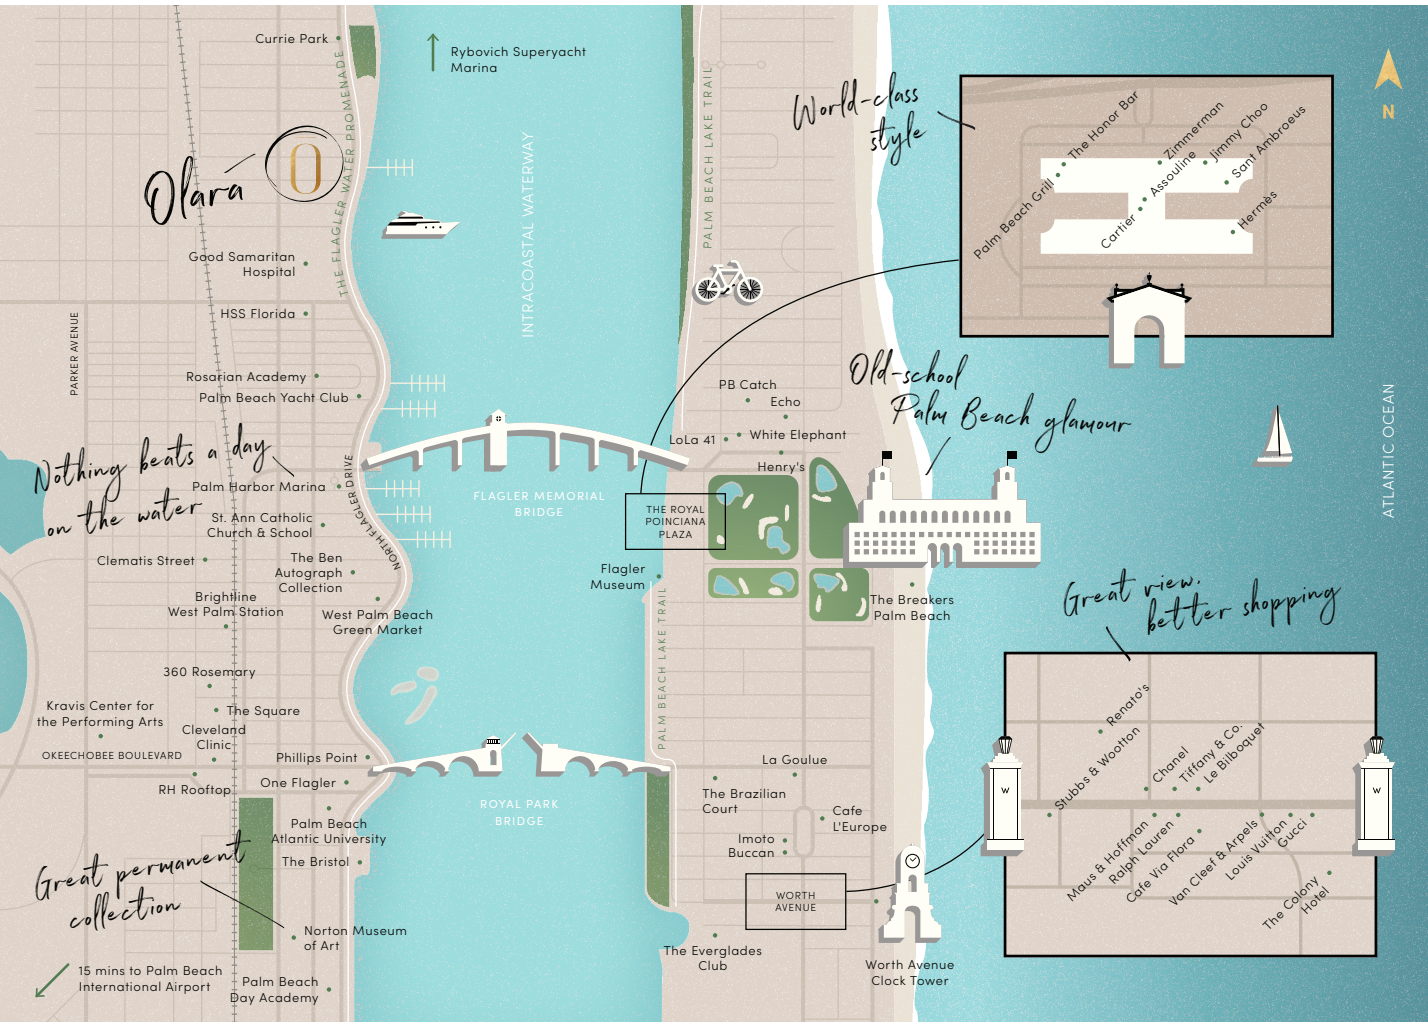 Currie Park
Rybovich Superyacht
Marina
THE FLAGLER WATER PROMENADE
INTRACOASTAL WATERWAY
PALM BEACH LAKE TRAIL
World-class
style
N
Olara
O
The Honor Bar
Zimmerman
Jimmy Choo
Sant Ambroeus
Palm Beach Grill
Assouline
Cartier
Hermès
Good Samaritan
Hospital
HSS Florida
PARKER AVENUE
Rosarian Academy
Palm Beach Yacht Club
PB Catch
Echo
LoLa 41
White Elephant
Henry's
Old-school
Palm Beach glamour
ATLANTIC OCEAN
Nothing beats a day
on the water
Palm Harbor Marina
NORTH FLAGLER DRIVE
FLAGLER MEMORIAL
BRIDGE
THE ROYAL
POINCIANA
PLAZA
St. Ann Catholic
Church & School
Clematis Street
The Ben
Autograph
Collection
Flagler
Museum
The Breakers
Palm Beach
Brightline
West Palm Station
West Palm Beach
Green Market
PALM BEACH LAKE TRAIL
Great view,
better shopping
360 Rosemary
Kravis Center for
the Performing Arts
The Square
Cleveland
Clinic
OKEECHOBEE BOULEVARD
Phillips Point
RH Rooftop
One Flagler
ROYAL PARK
BRIDGE
La Goulue
The Brazilian
Court
Cafe
L'Europe
Imoto
Buccan
Palm Beach
Atlantic University
The Bristol
Great permanent
collection
WORTH
AVENUE
Norton Museum
of Art
The Everglades
Club
Worth Avenue
Clock Tower
15 mins to Palm Beach
International Airport
Palm Beach
Day Academy
Renato's
Stubbs & Wootton
Chanel
Tiffany & Co.
Le Bilboquet
W
W
Maus & Hoffman
Ralph Lauren
Cafe Via Flora
Van Cleef & Arpels
Louis Vuitton
Gucci
The Colony
Hotel